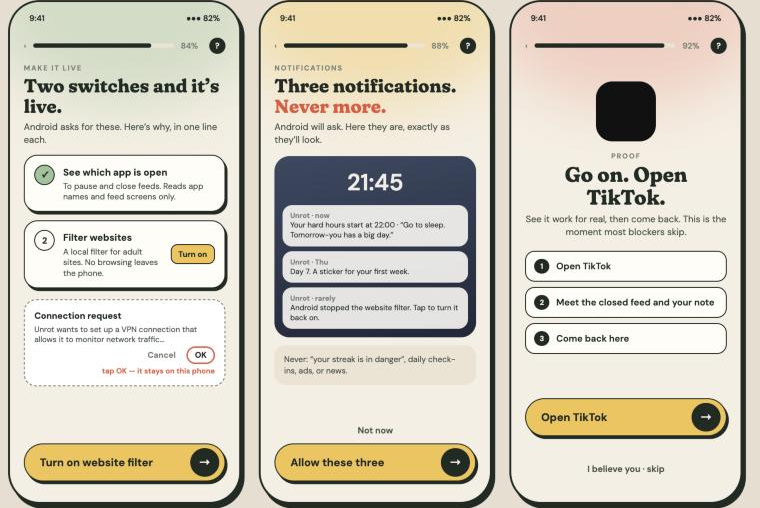 9:41
●●● 82%
‹
84%
?
MAKE IT LIVE
Two switches and it's
live.
Android asks for these. Here's why, in one line
each.
✓
See which app is open
To pause and close feeds. Reads app
names and feed screens only.
2
Filter websites
A local filter for adult
sites. No browsing leaves
the phone.
Turn on
Connection request
Unrot wants to set up a VPN connection that
allows it to monitor network traffic...
Cancel
OK
tap OK — it stays on this phone
Turn on website filter →
9:41
●●● 82%
‹
88%
?
NOTIFICATIONS
Three notifications.
Never more.
Android will ask. Here they are, exactly as
they'll look.
21:45
Unrot · now
Your hard hours start at 22:00 · "Go to sleep.
Tomorrow-you has a big day."
Unrot · Thu
Day 7. A sticker for your first week.
Unrot · rarely
Android stopped the website filter. Tap to turn it
back on.
Never: "your streak is in danger", daily check-
ins, ads, or news.
Not now
Allow these three →
9:41
●●● 82%
‹
92%
?
PROOF
Go on. Open
TikTok.
See it work for real, then come back. This is the
moment most blockers skip.
1 Open TikTok
2 Meet the closed feed and your note
3 Come back here
Open TikTok →
I believe you · skip